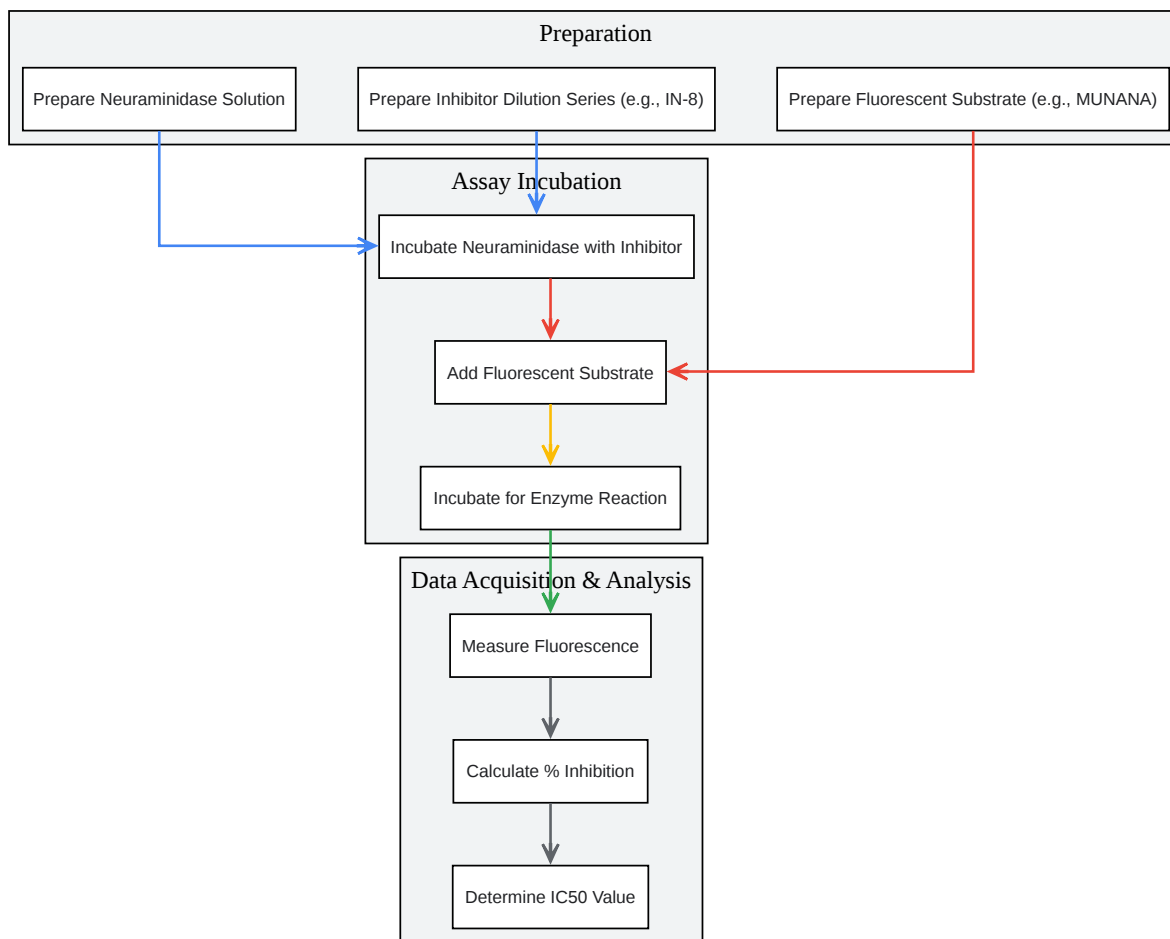 Preparation
Prepare Neuraminidase Solution
Prepare Inhibitor Dilution Series (e.g., IN-8)
Prepare Fluorescent Substrate (e.g., MUNANA)
Assay Incubation
Incubate Neuraminidase with Inhibitor
Add Fluorescent Substrate
Incubate for Enzyme Reaction
Data Acquisition & Analysis
Measure Fluorescence
Calculate % Inhibition
Determine IC50 Value